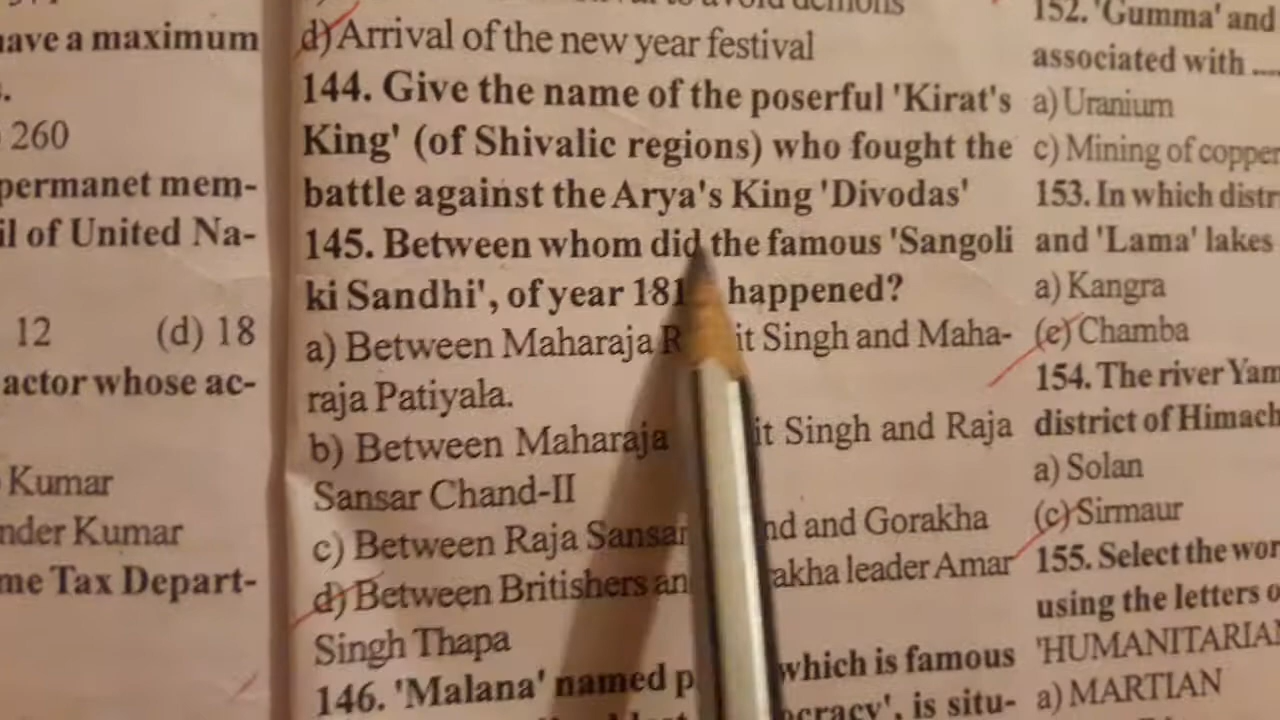 ave a maximum
260
permanet mem-
il of United Na-
12 (d) 18
actor whose ac-
Kumar
nder Kumar
me Tax Depart-
demons
d) Arrival of the new year festival
144. Give the name of the poserful 'Kirat's
King' (of Shivalic regions) who fought the
battle against the Arya's King 'Divodas'
145. Between whom did the famous 'Sangoli
ki Sandhi', of year 181 happened?
a) Between Maharaja R it Singh and Maha-
raja Patiyala.
b) Between Maharaja it Singh and Raja
Sansar Chand-II
c) Between Raja Sansar nd and Gorakha
d) Between Britishers an akha leader Amar
Singh Thapa
146. 'Malana' named p which is famous
ocracy', is situ-
152. 'Gumma' and
associated with ....
a) Uranium
c) Mining of copper
153. In which distr
and 'Lama' lakes
a) Kangra
(c) Chamba
154. The river Yam
district of Himach
a) Solan
(c) Sirmaur
155. Select the wor
using the letters o
'HUMANITARIA
a) MARTIAN